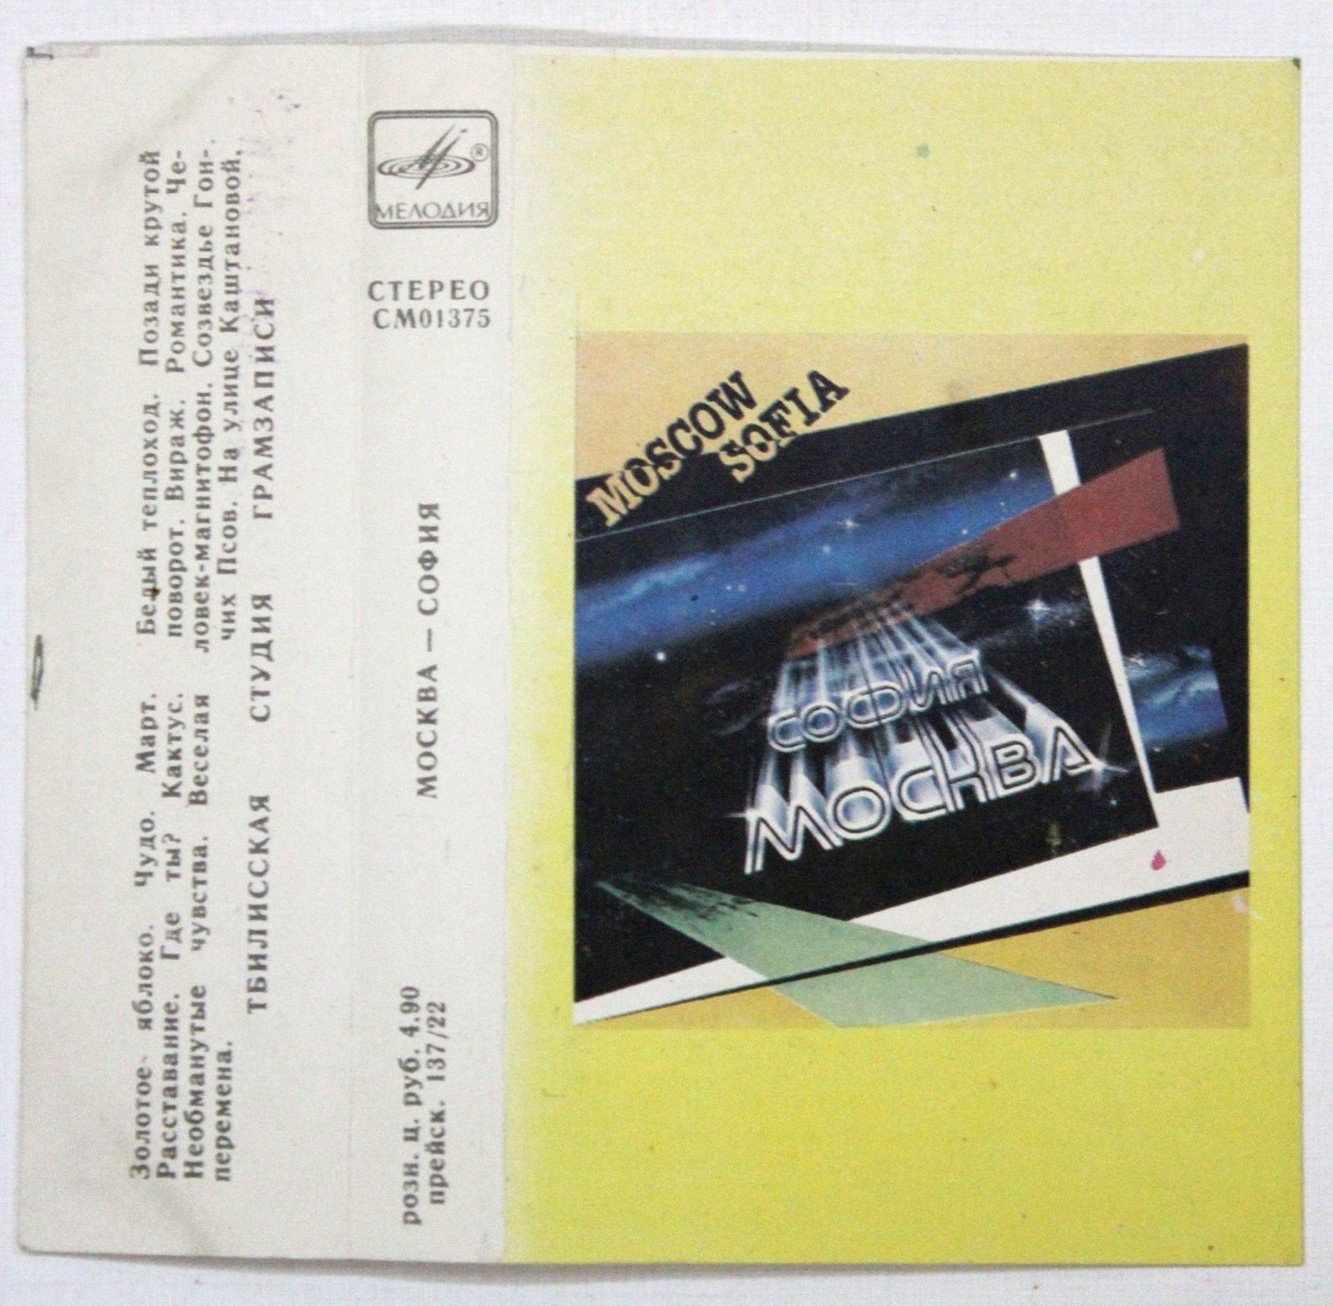 Золотое яблоко. Чудо. Март.
Расставание. Где ты? Кактус.
Необманутые чувства. Веселая
перемена.
Белый теплоход. Позади крутой
поворот. Вираж. Романтика. Че-
ловек-магнитофон. Созвездье Гон-
чих Псов. На улице Каштановой.
ТБИЛИССКАЯ СТУДИЯ ГРАМЗАПИСИ
МЕЛОДИЯ
®
СТЕРЕО
СМ01375
МОСКВА — СОФИЯ
розн. ц. руб. 4.90
прейск. 137/22
MOSCOW
SOFIA
СОФИЯ
МОСКВА